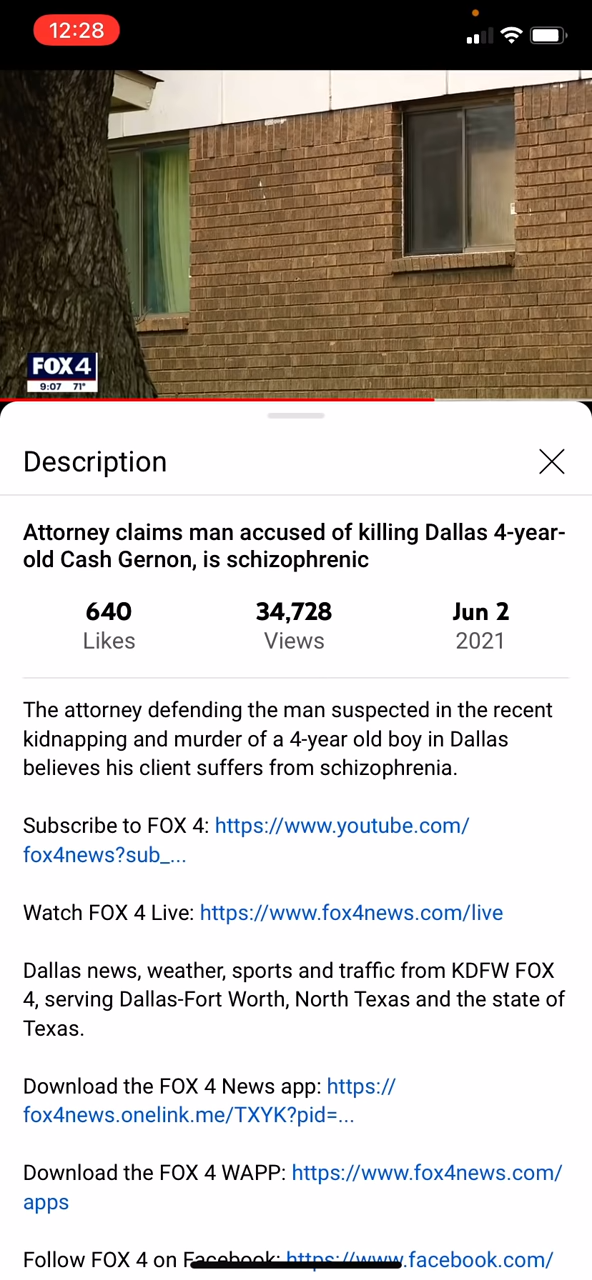 12:28
FOX 4
9:07 71°
Description
Attorney claims man accused of killing Dallas 4-year-
old Cash Gernon, is schizophrenic
640 34,728 Jun 2
Likes Views 2021
The attorney defending the man suspected in the recent
kidnapping and murder of a 4-year old boy in Dallas
believes his client suffers from schizophrenia.
Subscribe to FOX 4: https://www.youtube.com/
fox4news?sub_...
Watch FOX 4 Live: https://www.fox4news.com/live
Dallas news, weather, sports and traffic from KDFW FOX
4, serving Dallas-Fort Worth, North Texas and the state of
Texas.
Download the FOX 4 News app: https://
fox4news.onelink.me/TXYK?pid=...
Download the FOX 4 WAPP: https://www.fox4news.com/
apps
Follow FOX 4 on Facebook: https://www.facebook.com/